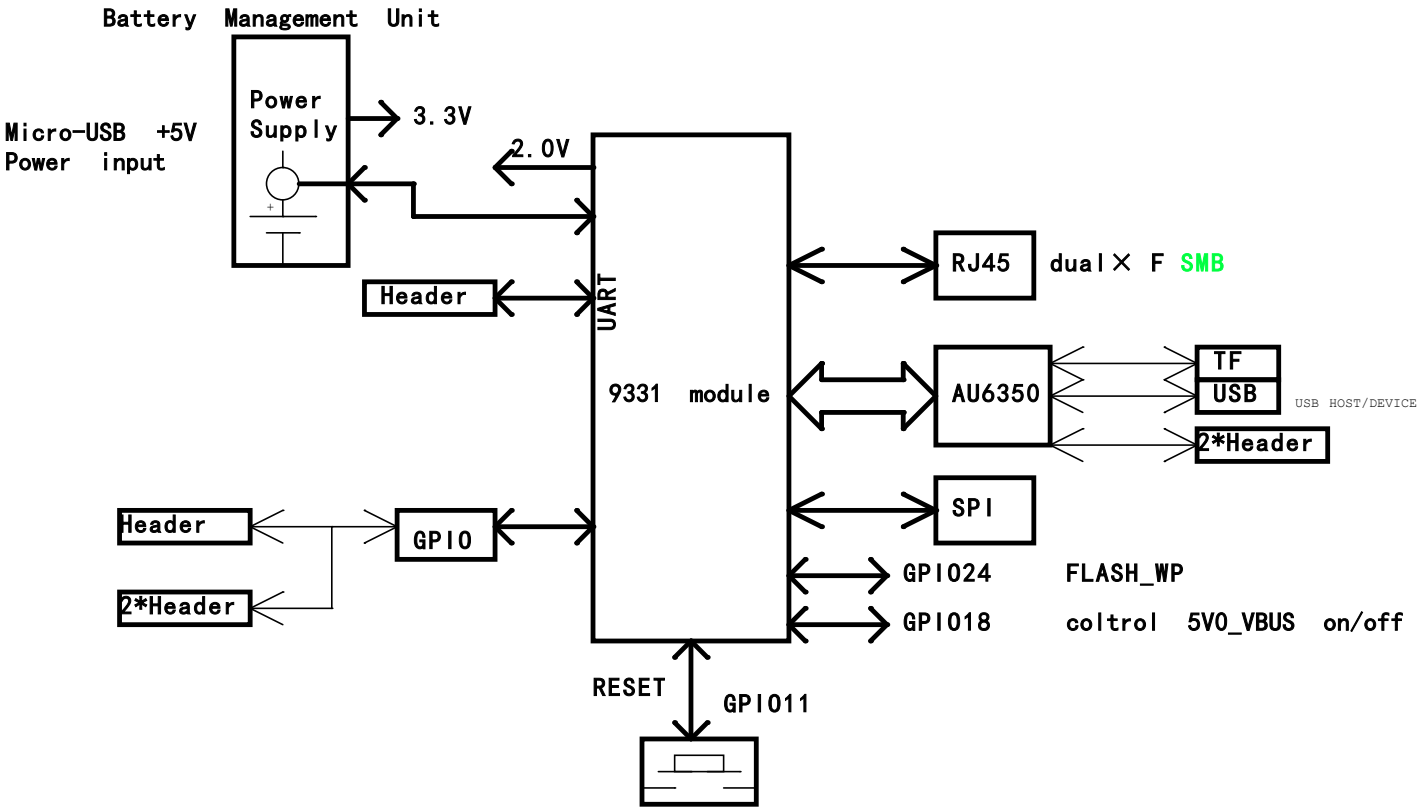 Battery Management Unit
Power
Supply
3.3V
Micro-USB +5V
Power input
2.0V
+
RJ45
dual× F SMB
Header
UART
TF
9331 module
AU6350
USB
USB HOST/DEVICE
2*Header
SPI
Header
GPIO
GPIO24 FLASH_WP
2*Header
GPIO18 coltrol 5V0_VBUS on/off
RESET
GPIO11